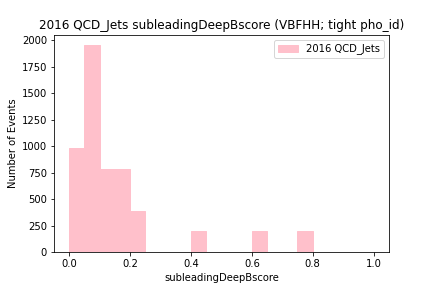 2016 QCD_Jets subleadingDeepBscore (VBFHH; tight pho_id)
2016 QCD_Jets
2000
1750
1500
1250
1000
750
500
250
0
Number of Events
0.0 0.2 0.4 0.6 0.8 1.0
subleadingDeepBscore